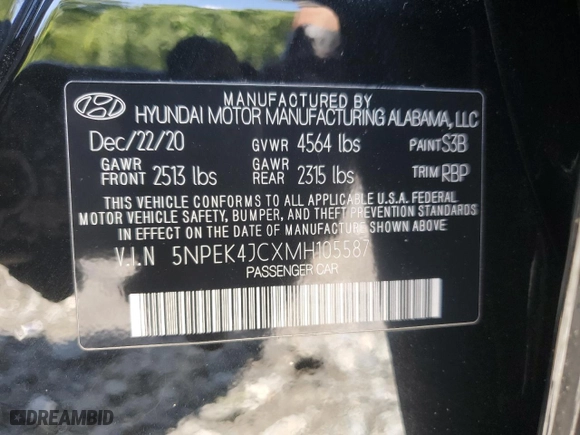 MANUFACTURED BY
HYUNDAI MOTOR MANUFACTURING ALABAMA, LLC
Dec/22/20 GVWR 4564 lbs PAINT S3B
GAWR FRONT 2513 lbs GAWR REAR 2315 lbs TRIM RBP
THIS VEHICLE CONFORMS TO ALL APPLICABLE U.S.A. FEDERAL
MOTOR VEHICLE SAFETY, BUMPER, AND THEFT PREVENTION STANDARDS
IN EFFECT ON THE DATE OF MANUFACTURE SHOWN ABOVE.
V.I.N 5NPEK4JCXMH105587
PASSENGER CAR
DREAMBID